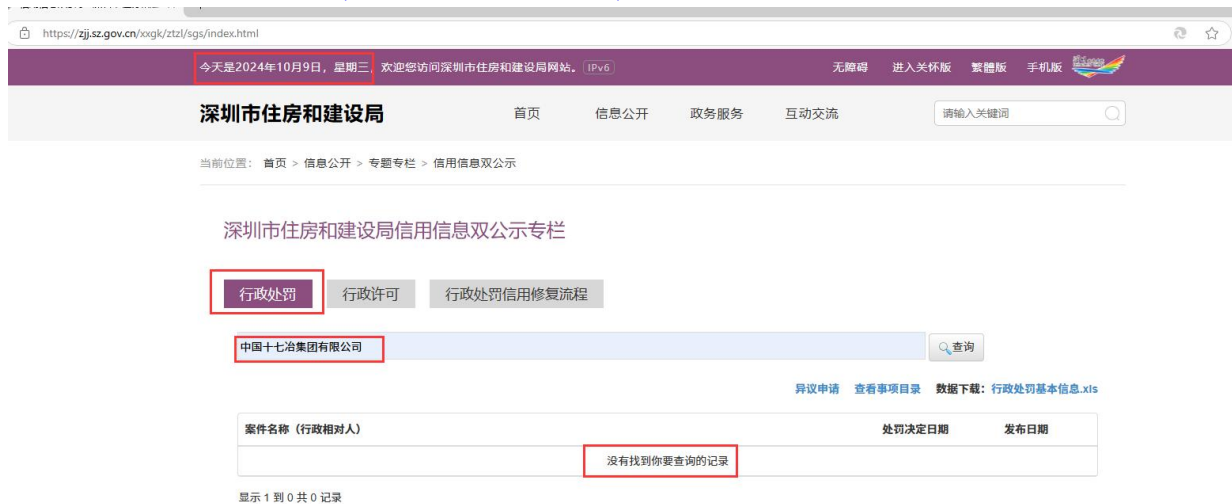 https://zjj.sz.gov.cn/xxgk/ztzl/sgs/index.html
今天是2024年10月9日，星期三，欢迎您访问深圳市住房和建设局网站。 IPv6 无障碍 进入关怀版 繁體版 手机版
深圳市住房和建设局 首页 信息公开 政务服务 互动交流 请输入关键词
当前位置： 首页 > 信息公开 > 专题专栏 > 信用信息双公示
深圳市住房和建设局信用信息双公示专栏
行政处罚 行政许可 行政处罚信用修复流程
中国十七冶集团有限公司 查询
异议申请 查看事项目录 数据下载：行政处罚基本信息.xls
案件名称（行政相对人） 处罚决定日期 发布日期
没有找到你要查询的记录
显示 1 到 0 共 0 记录